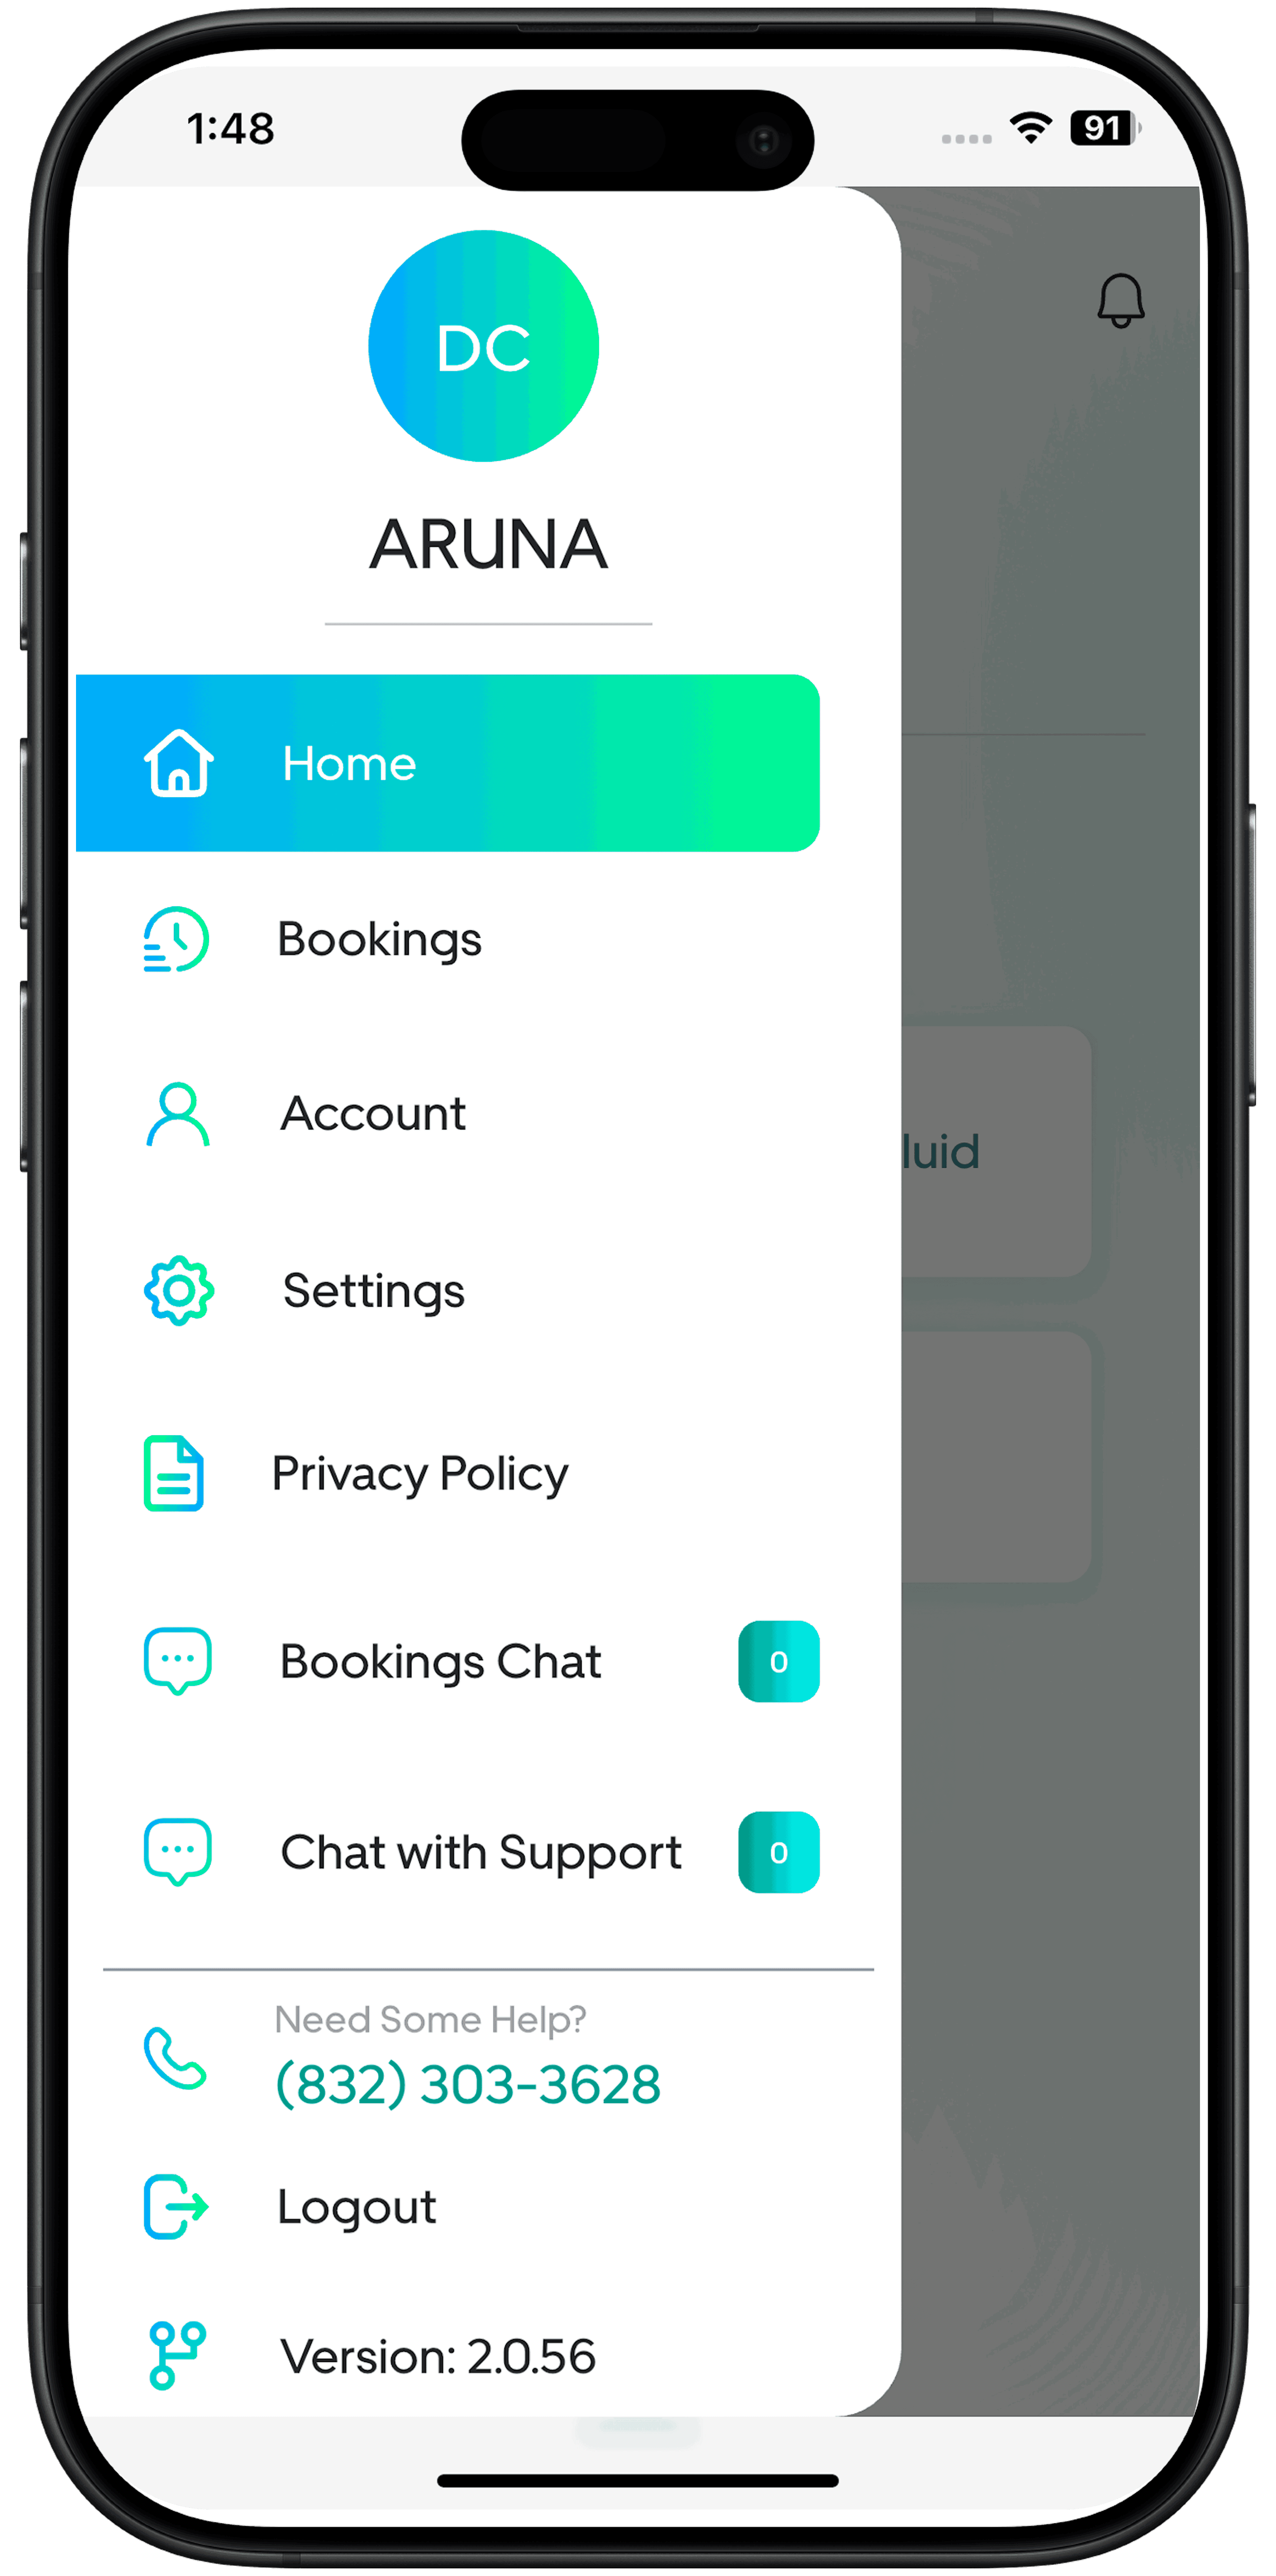 1:48
91
DC
ARUNA
Home
Bookings
Account
luid
Settings
Privacy Policy
Bookings Chat
0
Chat with Support
0
Need Some Help?
(832) 303-3628
Logout
Version: 2.0.56